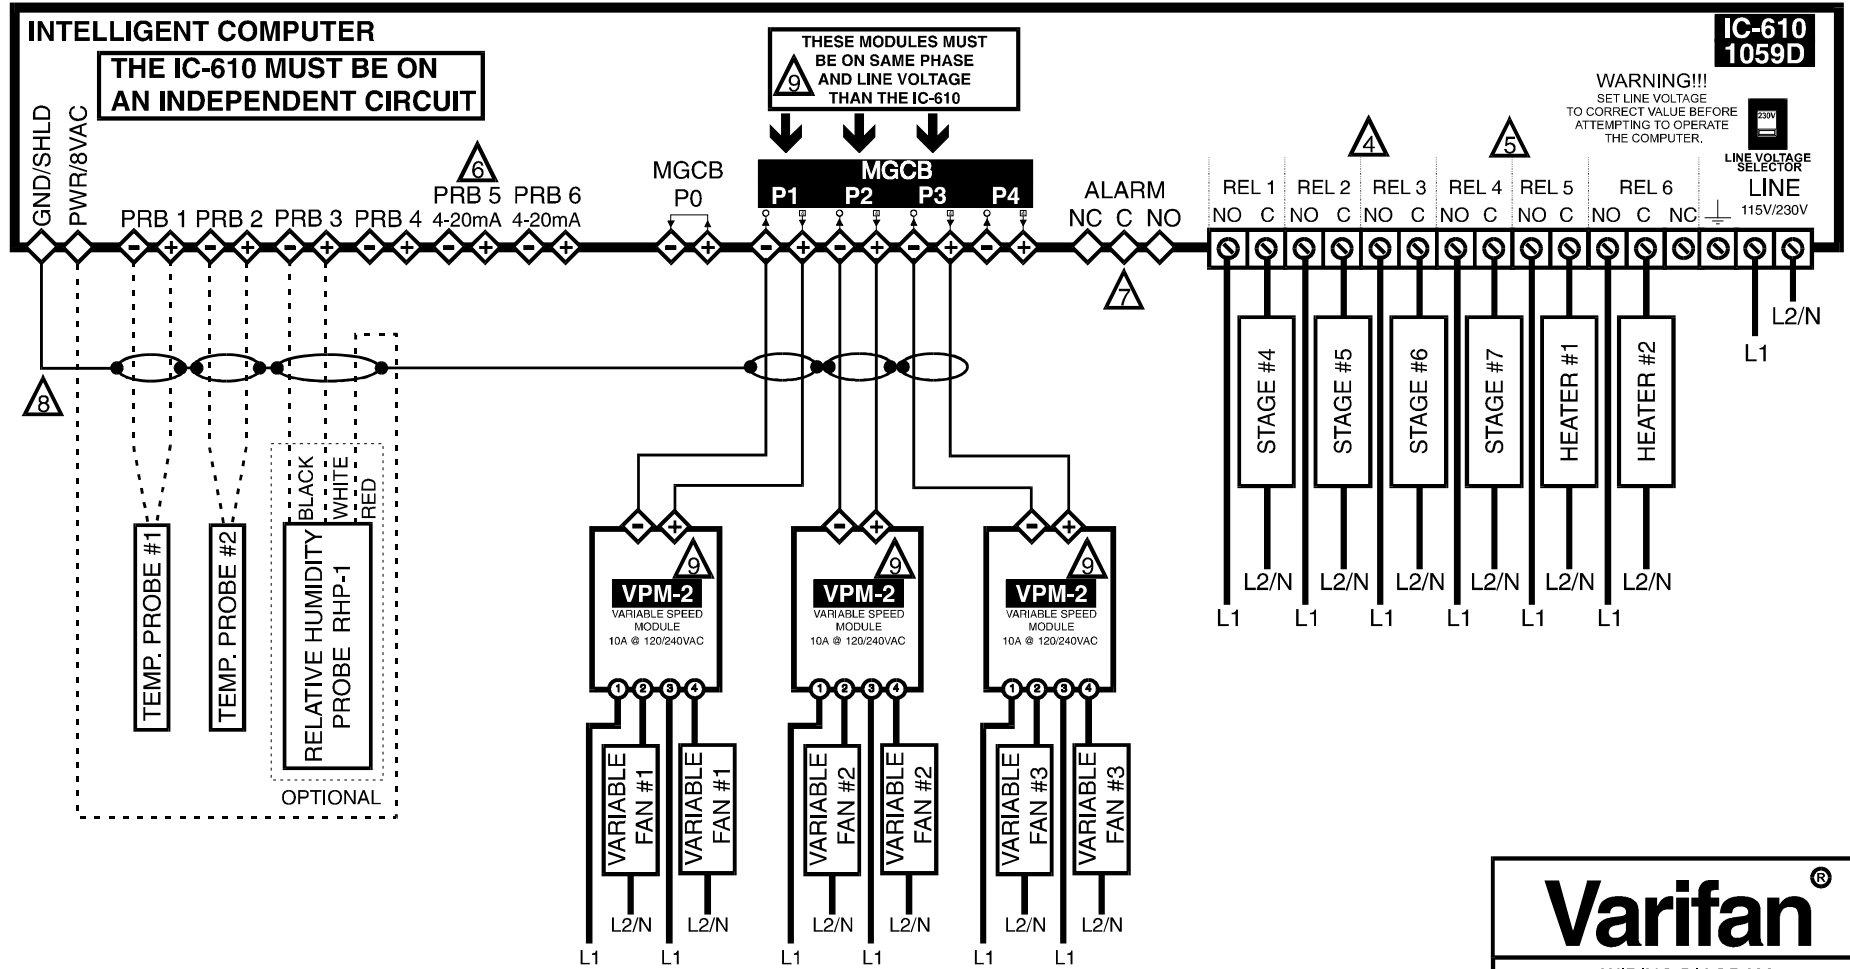 INTELLIGENT COMPUTER
THE IC-610 MUST BE ON
AN INDEPENDENT CIRCUIT
THESE MODULES MUST
BE ON SAME PHASE
AND LINE VOLTAGE
THAN THE IC-610
9
IC-610
1059D
WARNING!!!
SET LINE VOLTAGE
TO CORRECT VALUE BEFORE
ATTEMPTING TO OPERATE
THE COMPUTER.
230V
LINE VOLTAGE
SELECTOR
LINE
115V/230V
GND/SHLD
PWR/8VAC
PRB 1
PRB 2
PRB 3
PRB 4
6
PRB 5
4-20mA
PRB 6
4-20mA
MGCB
P0
MGCB
P1 P2 P3 P4
ALARM
NC C NO
7
4
5
REL 1 REL 2 REL 3 REL 4 REL 5 REL 6
NO C NO C NO C NO C NO C NO C NC
- + - + - + - + - + - + - + - + - + - + - +
8
STAGE #4
STAGE #5
STAGE #6
STAGE #7
HEATER #1
HEATER #2
L1
L2/N
L2/N L2/N L2/N L2/N L2/N L2/N
L1 L1 L1 L1 L1 L1
BLACK
WHITE
RED
TEMP. PROBE #1
TEMP. PROBE #2
RELATIVE HUMIDITY
PROBE RHP-1
OPTIONAL
- +
9
VPM-2
VARIABLE SPEED
MODULE
10A @ 120/240VAC
1 2 3 4
- +
9
VPM-2
VARIABLE SPEED
MODULE
10A @ 120/240VAC
1 2 3 4
- +
9
VPM-2
VARIABLE SPEED
MODULE
10A @ 120/240VAC
1 2 3 4
VARIABLE
FAN #1
VARIABLE
FAN #1
VARIABLE
FAN #2
VARIABLE
FAN #2
VARIABLE
FAN #3
VARIABLE
FAN #3
L2/N L2/N L2/N L2/N L2/N L2/N
L1 L1 L1 L1 L1 L1
Varifan®